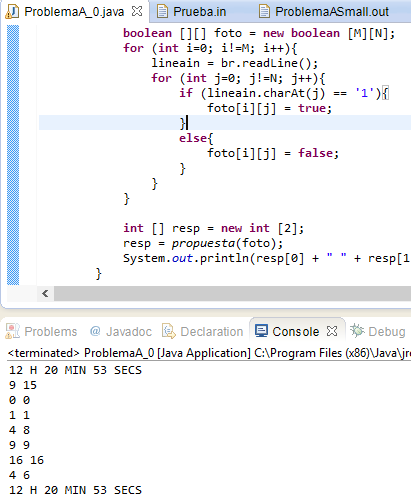 ProblemaA_0.java Prueba.in ProblemaASmall.out
boolean [][] foto = new boolean [M][N];
for (int i=0; i!=M; i++){
lineain = br.readLine();
for (int j=0; j!=N; j++){
if (lineain.charAt(j) == '1'){
foto[i][j] = true;
}
else{
foto[i][j] = false;
}
}
}
int [] resp = new int [2];
resp = propuesta(foto);
System.out.println(resp[0] + " " + resp[1
}
Problems @ Javadoc Declaration Console Debug
<terminated> ProblemaA_0 [Java Application] C:\Program Files (x86)\Java\jre
12 H 20 MIN 53 SECS
9 15
0 0
1 1
4 8
9 9
16 16
4 6
12 H 20 MIN 53 SECS